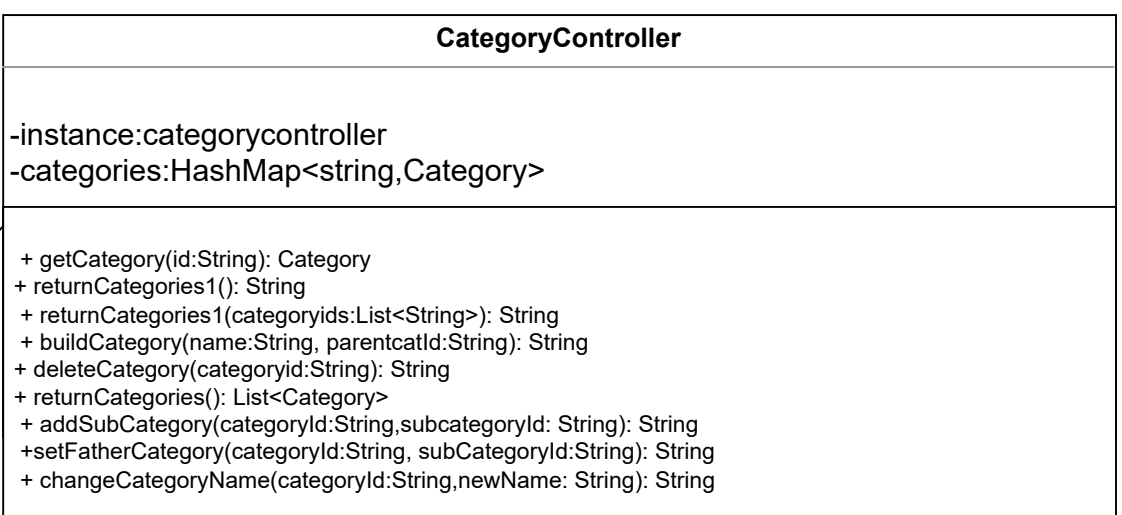 CategoryController
-instance:categorycontroller
-categories:HashMap<string,Category>
+ getCategory(id:String): Category
+ returnCategories1(): String
+ returnCategories1(categoryids:List<String>): String
+ buildCategory(name:String, parentcatId:String): String
+ deleteCategory(categoryid:String): String
+ returnCategories(): List<Category>
+ addSubCategory(categoryId:String,subcategoryId: String): String
+setFatherCategory(categoryId:String, subCategoryId:String): String
+ changeCategoryName(categoryId:String,newName: String): String